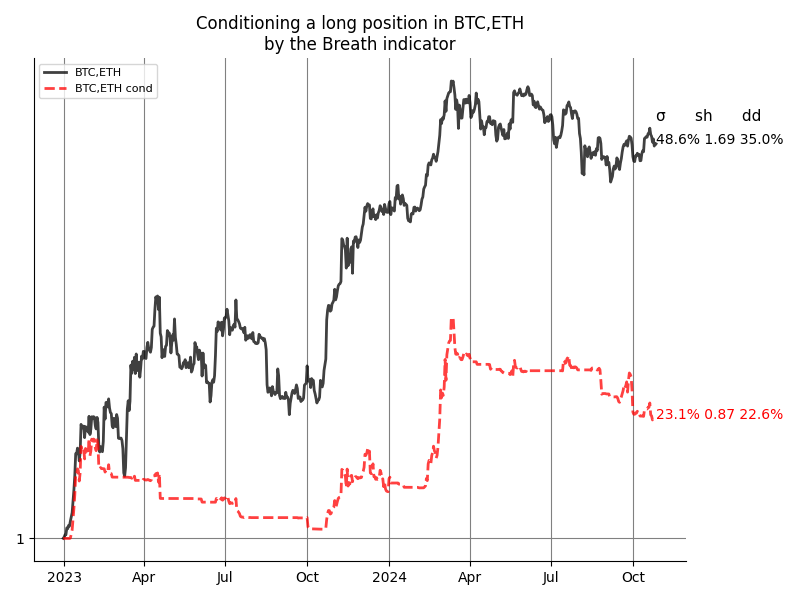 Conditioning a long position in BTC,ETH
by the Breath indicator
BTC,ETH
BTC,ETH cond
σ sh dd
48.6% 1.69 35.0%
23.1% 0.87 22.6%
1
2023 Apr Jul Oct 2024 Apr Jul Oct